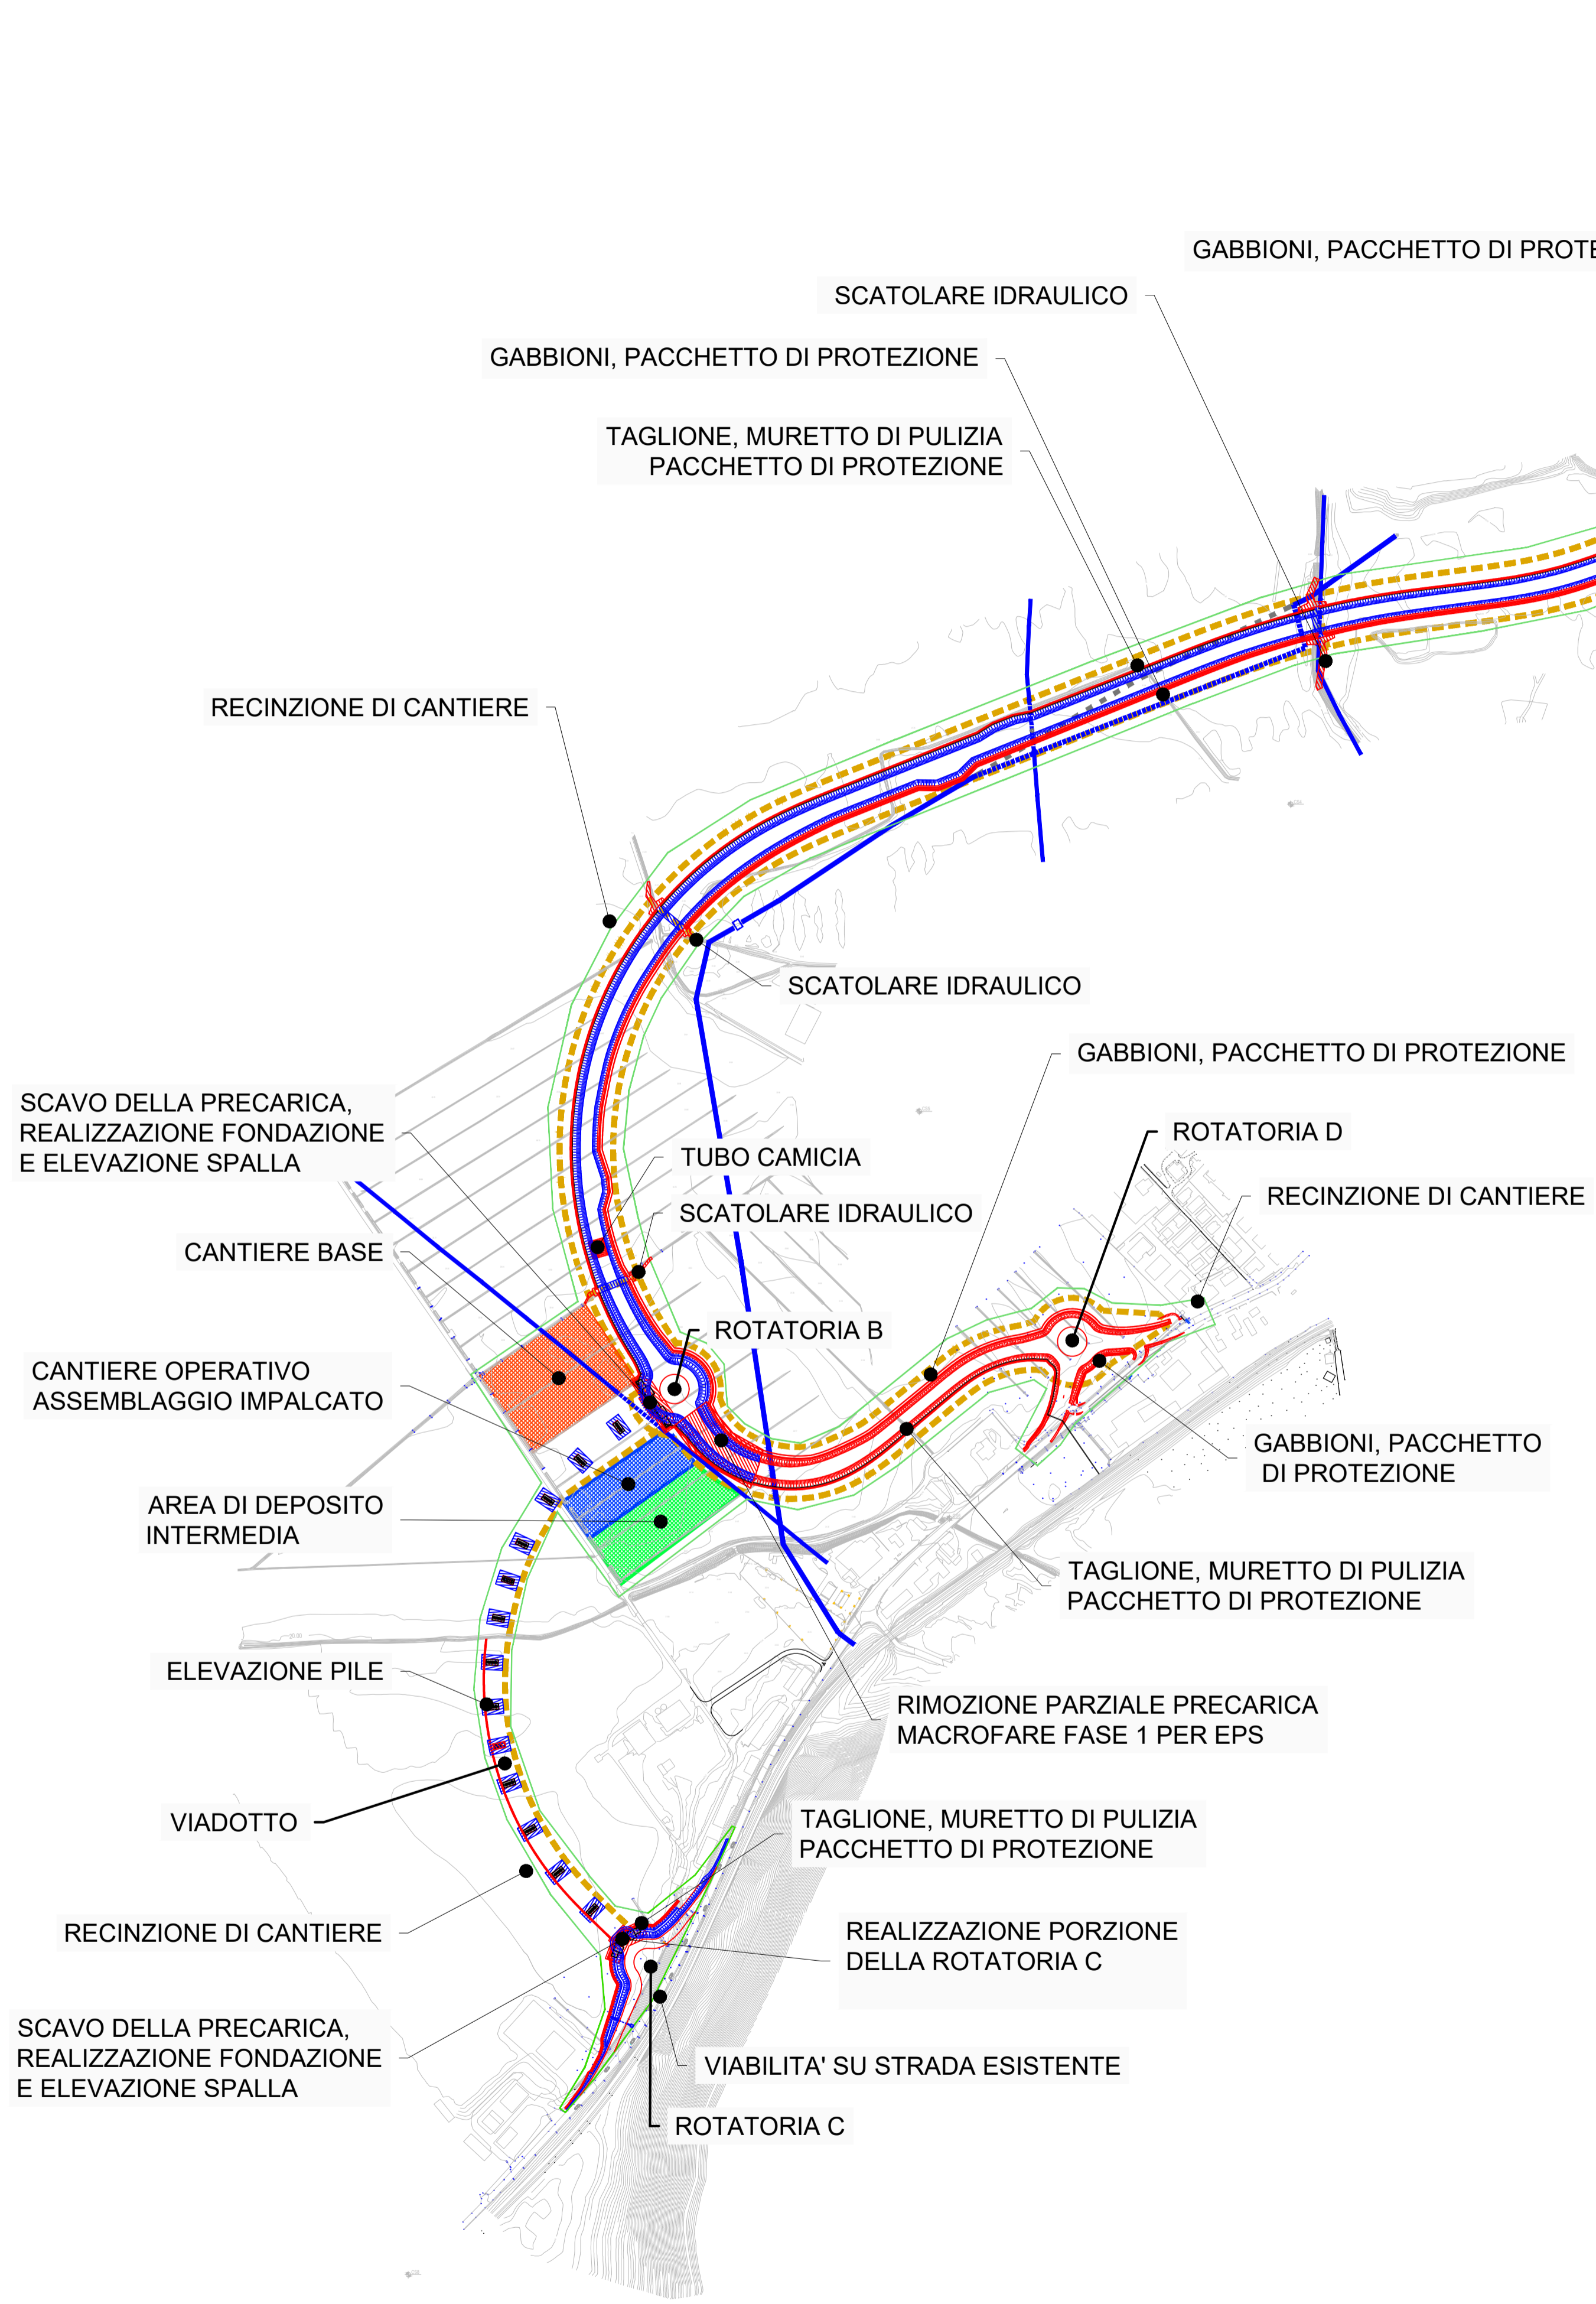 GABBIONI, PACCHETTO DI PROTE
SCATOLARE IDRAULICO
GABBIONI, PACCHETTO DI PROTEZIONE
TAGLIONE, MURETTO DI PULIZIA
PACCHETTO DI PROTEZIONE
RECINZIONE DI CANTIERE
SCATOLARE IDRAULICO
GABBIONI, PACCHETTO DI PROTEZIONE
SCAVO DELLA PRECARICA,
REALIZZAZIONE FONDAZIONE
E ELEVAZIONE SPALLA
ROTATORIA D
TUBO CAMICIA
RECINZIONE DI CANTIERE
SCATOLARE IDRAULICO
CANTIERE BASE
ROTATORIA B
CANTIERE OPERATIVO
ASSEMBLAGGIO IMPALCATO
GABBIONI, PACCHETTO
DI PROTEZIONE
AREA DI DEPOSITO
INTERMEDIA
TAGLIONE, MURETTO DI PULIZIA
PACCHETTO DI PROTEZIONE
ELEVAZIONE PILE
RIMOZIONE PARZIALE PRECARICA
MACROFARE FASE 1 PER EPS
VIADOTTO
TAGLIONE, MURETTO DI PULIZIA
PACCHETTO DI PROTEZIONE
RECINZIONE DI CANTIERE
REALIZZAZIONE PORZIONE
DELLA ROTATORIA C
SCAVO DELLA PRECARICA,
REALIZZAZIONE FONDAZIONE
E ELEVAZIONE SPALLA
VIABILITA' SU STRADA ESISTENTE
ROTATORIA C